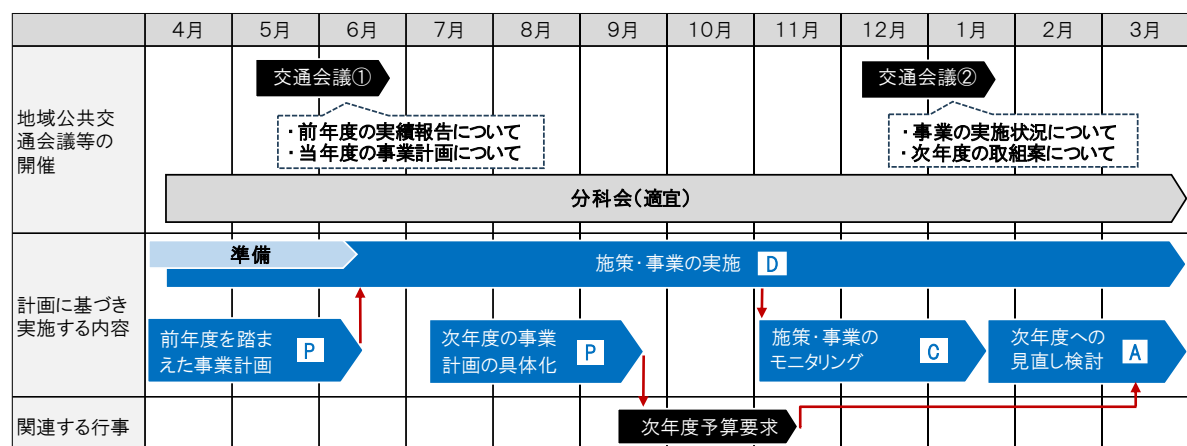 4月 5月 6月 7月 8月 9月 10月 11月 12月 1月 2月 3月
地域公共交
通会議等の
開催
交通会議①
・前年度の実績報告について
・当年度の事業計画について
交通会議②
・事業の実施状況について
・次年度の取組案について
分科会(適宜)
計画に基づき
実施する内容
準備
施策・事業の実施 D
前年度を踏ま
えた事業計画
P
次年度の事業
計画の具体化
P
施策・事業の
モニタリング
C
次年度への
見直し検討
A
関連する行事
次年度予算要求